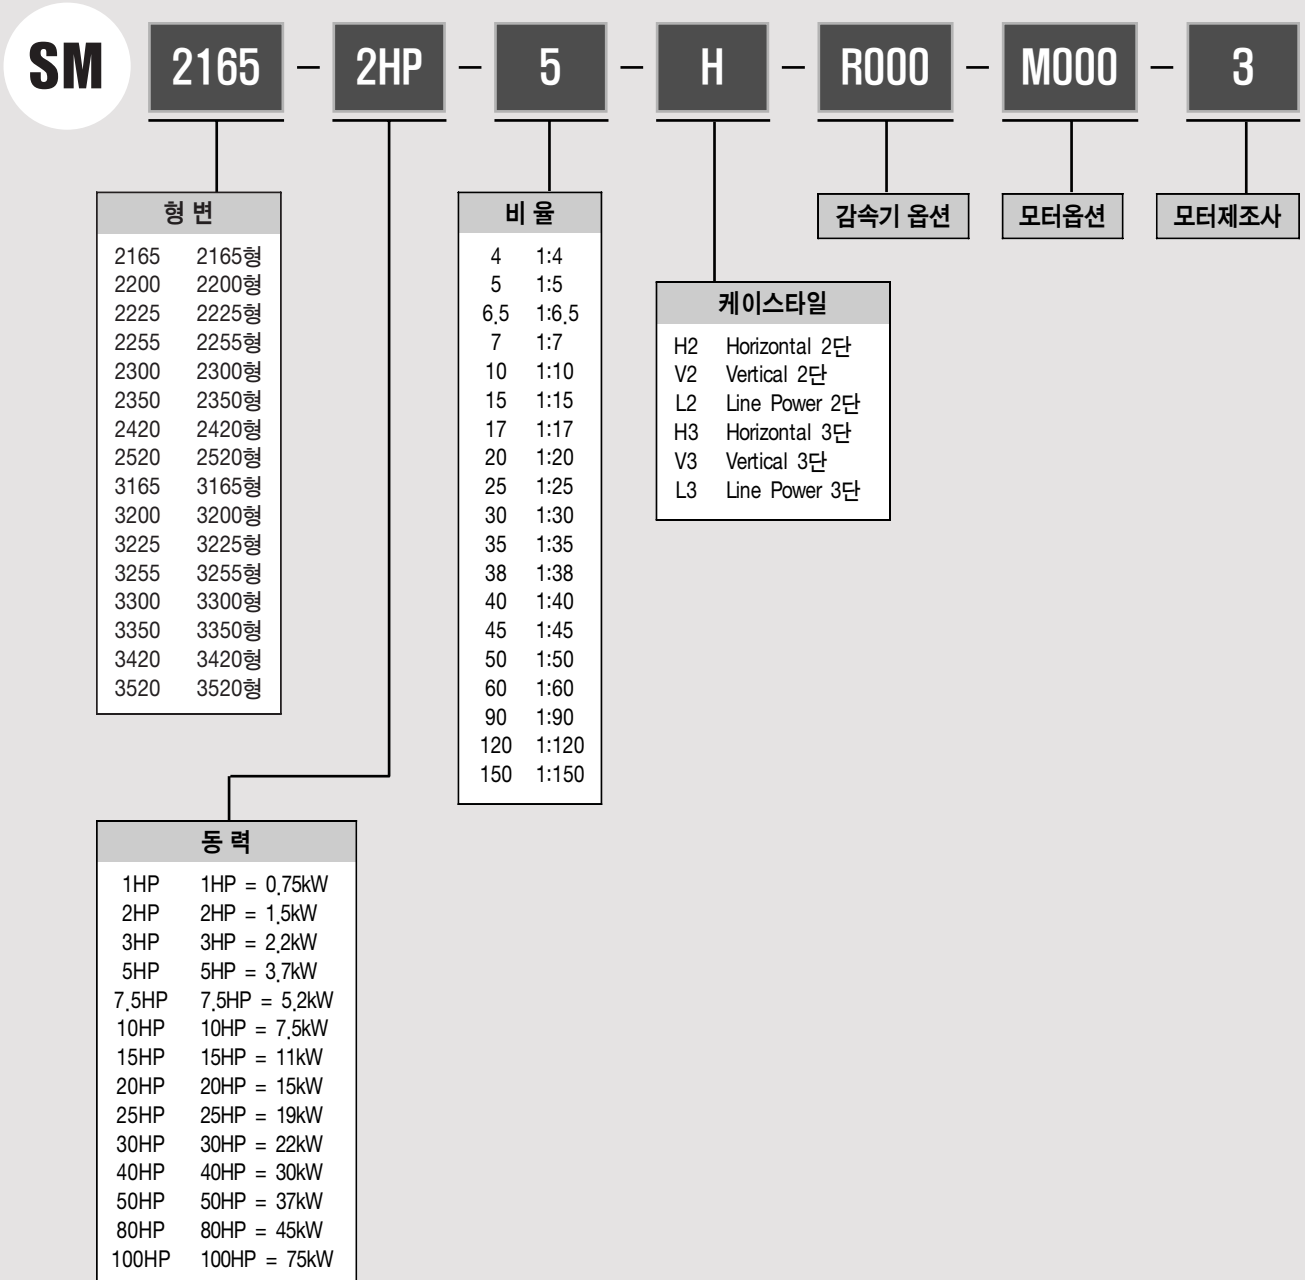 SM 2165 – 2HP – 5 – H – R000 – M000 – 3
형 변
2165 2165형
2200 2200형
2225 2225형
2255 2255형
2300 2300형
2350 2350형
2420 2420형
2520 2520형
3165 3165형
3200 3200형
3225 3225형
3255 3255형
3300 3300형
3350 3350형
3420 3420형
3520 3520형
비 율
4 1:4
5 1:5
6.5 1:6.5
7 1:7
10 1:10
15 1:15
17 1:17
20 1:20
25 1:25
30 1:30
35 1:35
38 1:38
40 1:40
45 1:45
50 1:50
60 1:60
90 1:90
120 1:120
150 1:150
케이스타일
H2 Horizontal 2단
V2 Vertical 2단
L2 Line Power 2단
H3 Horizontal 3단
V3 Vertical 3단
L3 Line Power 3단
감속기 옵션
모터옵션
모터제조사
동 력
1HP 1HP = 0.75kW
2HP 2HP = 1.5kW
3HP 3HP = 2.2kW
5HP 5HP = 3.7kW
7.5HP 7.5HP = 5.2kW
10HP 10HP = 7.5kW
15HP 15HP = 11kW
20HP 20HP = 15kW
25HP 25HP = 19kW
30HP 30HP = 22kW
40HP 40HP = 30kW
50HP 50HP = 37kW
80HP 80HP = 45kW
100HP 100HP = 75kW